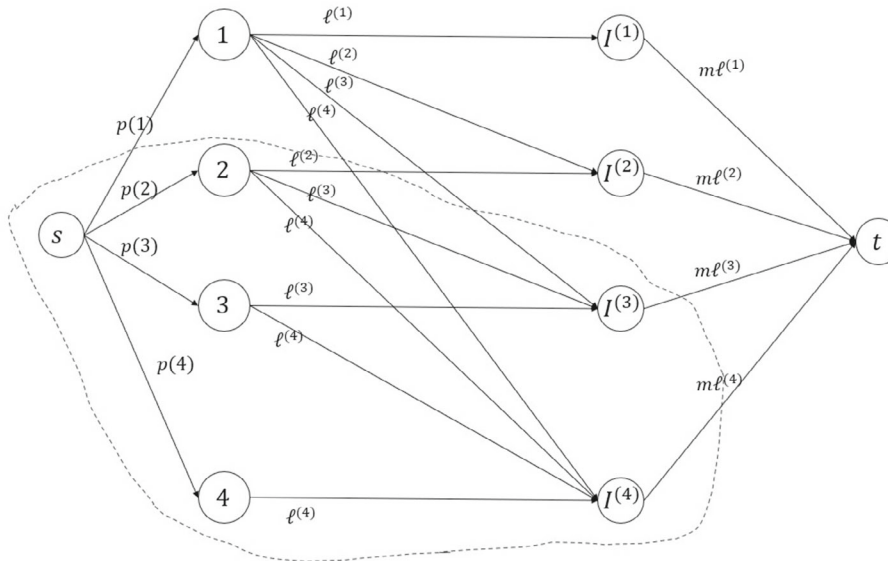 1
ℓ⁽¹⁾
I⁽¹⁾
ℓ⁽²⁾
mℓ⁽¹⁾
ℓ⁽³⁾
ℓ⁽⁴⁾
p(1)
ℓ⁽²⁾
2
I⁽²⁾
mℓ⁽²⁾
p(2)
ℓ⁽³⁾
ℓ⁽⁴⁾
s
p(3)
t
mℓ⁽³⁾
3
ℓ⁽³⁾
I⁽³⁾
ℓ⁽⁴⁾
p(4)
mℓ⁽⁴⁾
4
I⁽⁴⁾
ℓ⁽⁴⁾